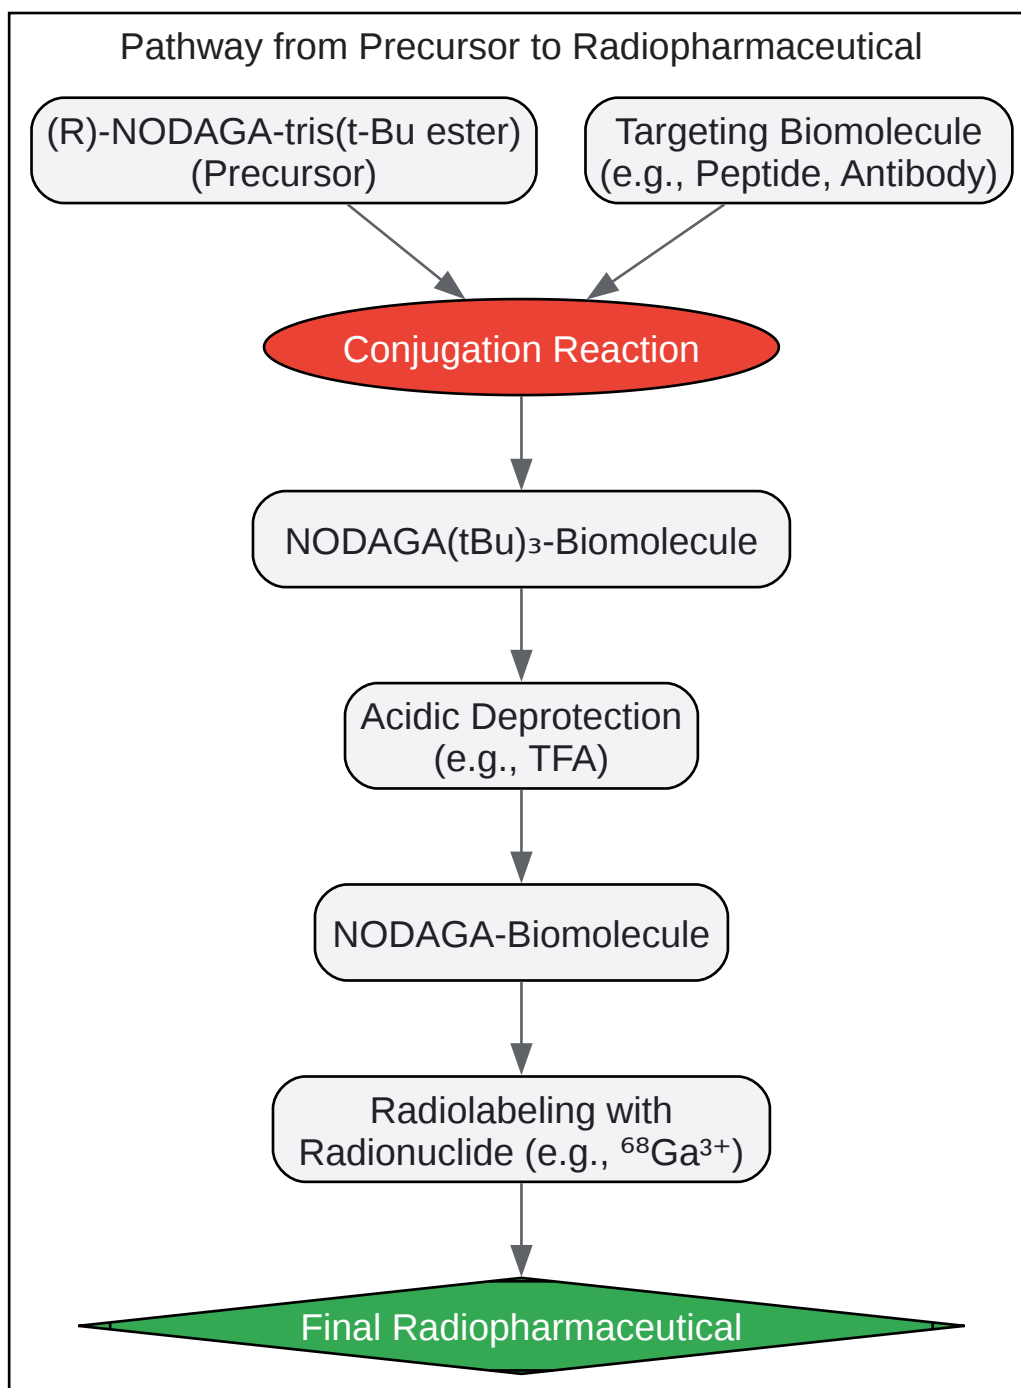 Pathway from Precursor to Radiopharmaceutical
(R)-NODAGA-tris(t-Bu ester)
(Precursor)
Targeting Biomolecule
(e.g., Peptide, Antibody)
Conjugation Reaction
NODAGA(tBu)₃-Biomolecule
Acidic Deprotection
(e.g., TFA)
NODAGA-Biomolecule
Radiolabeling with
Radionuclide (e.g., ⁶⁸Ga³⁺)
Final Radiopharmaceutical